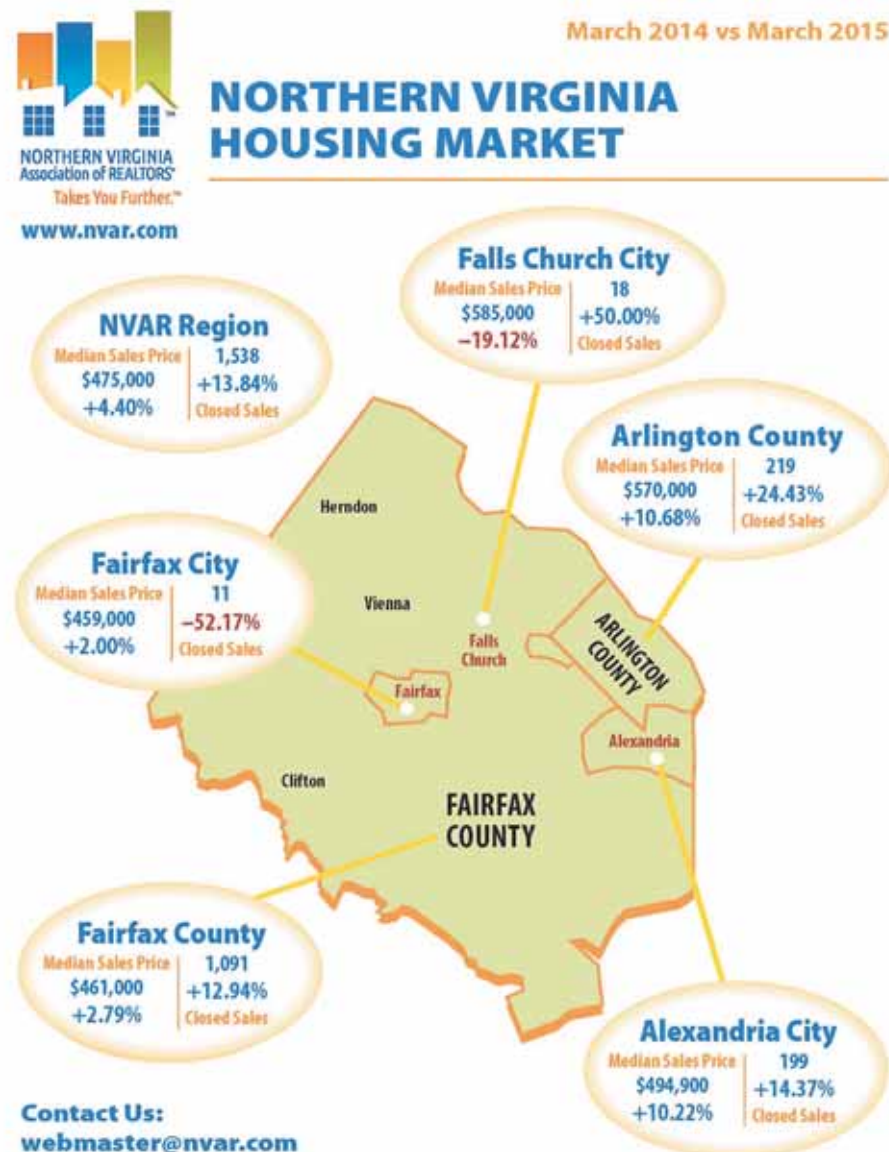 March 2014 vs March 2015
NORTHERN VIRGINIA
HOUSING MARKET
NORTHERN VIRGINIA
Association of REALTORS®
Takes You Further.™
www.nvar.com
Falls Church City
Median Sales Price
$585,000
−19.12%
18
+50.00%
Closed Sales
NVAR Region
Median Sales Price
$475,000
+4.40%
1,538
+13.84%
Closed Sales
Arlington County
Median Sales Price
$570,000
+10.68%
219
+24.43%
Closed Sales
Herndon
Fairfax City
Median Sales Price
$459,000
+2.00%
11
−52.17%
Closed Sales
Vienna
Falls
Church
ARLINGTON
COUNTY
Fairfax
Alexandria
Clifton
FAIRFAX
COUNTY
Fairfax County
Median Sales Price
$461,000
+2.79%
1,091
+12.94%
Closed Sales
Alexandria City
Median Sales Price
$494,900
+10.22%
199
+14.37%
Closed Sales
Contact Us:
webmaster@nvar.com